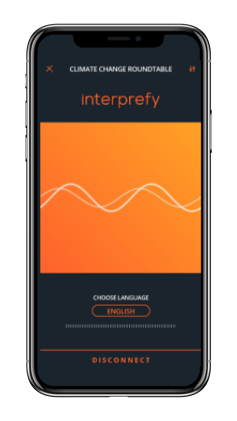 CLIMATE CHANGE ROUNDTABLE
interprefy
CHOOSE LANGUAGE
ENGLISH
DISCONNECT